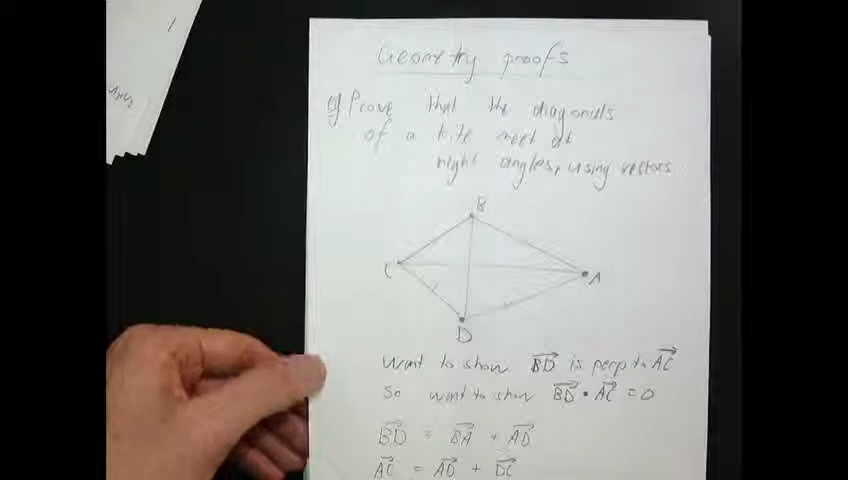 Geometry proofs
eg Prove that the diagonals
of a kite meet at
right angles, using vectors
B
C
A
D
Want to show BD is perp to AC
So want to show BD • AC = 0
BD = BA + AD
AC = AD + DC